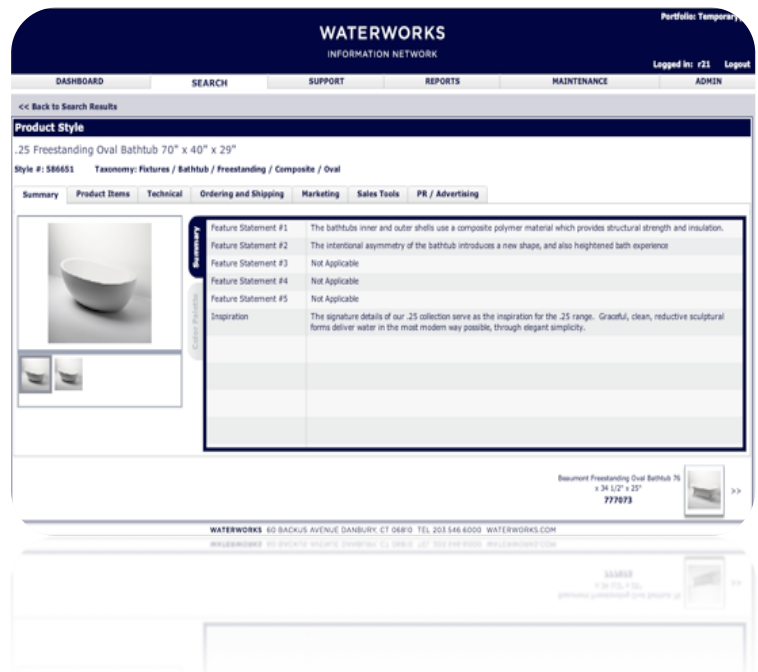 Portfolio: Temporary
WATERWORKS
INFORMATION NETWORK
Logged in: r21 Logout
DASHBOARD SEARCH SUPPORT REPORTS MAINTENANCE ADMIN
<< Back to Search Results
Product Style
.25 Freestanding Oval Bathtub 70" x 40" x 29"
Style #: 586651 Taxonomy: Fixtures / Bathtub / Freestanding / Composite / Oval
Summary Product Items Technical Ordering and Shipping Marketing Sales Tools PR / Advertising
Summary
Color Palette
Feature Statement #1 The bathtubs inner and outer shells use a composite polymer material which provides structural strength and insulation.
Feature Statement #2 The intentional asymmetry of the bathtub introduces a new shape, and also heightened bath experience
Feature Statement #3 Not Applicable
Feature Statement #4 Not Applicable
Feature Statement #5 Not Applicable
Inspiration The signature details of our .25 collection serve as the inspiration for the .25 range. Graceful, clean, reductive sculptural
forms deliver water in the most modern way possible, through elegant simplicity.
Beaumont Freestanding Oval Bathtub 76
x 34 1/2" x 25"
777073
>>
WATERWORKS 60 BACKUS AVENUE DANBURY, CT 06810 TEL 203.546.6000 WATERWORKS.COM